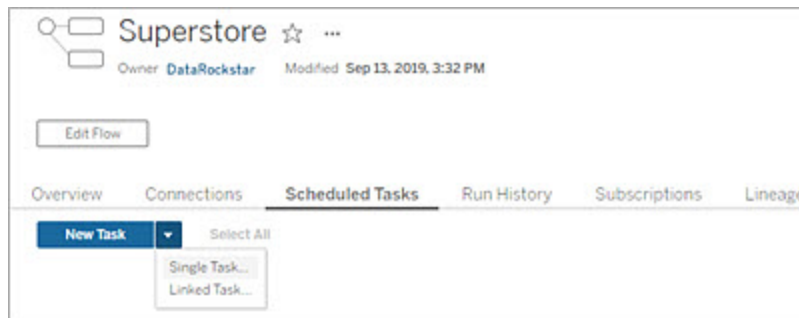 Superstore
Owner DataRockstar Modified Sep 13, 2019, 3:32 PM
Edit Flow
Overview Connections Scheduled Tasks Run History Subscriptions Lineage
New Task Select All
Single Task...
Linked Task...